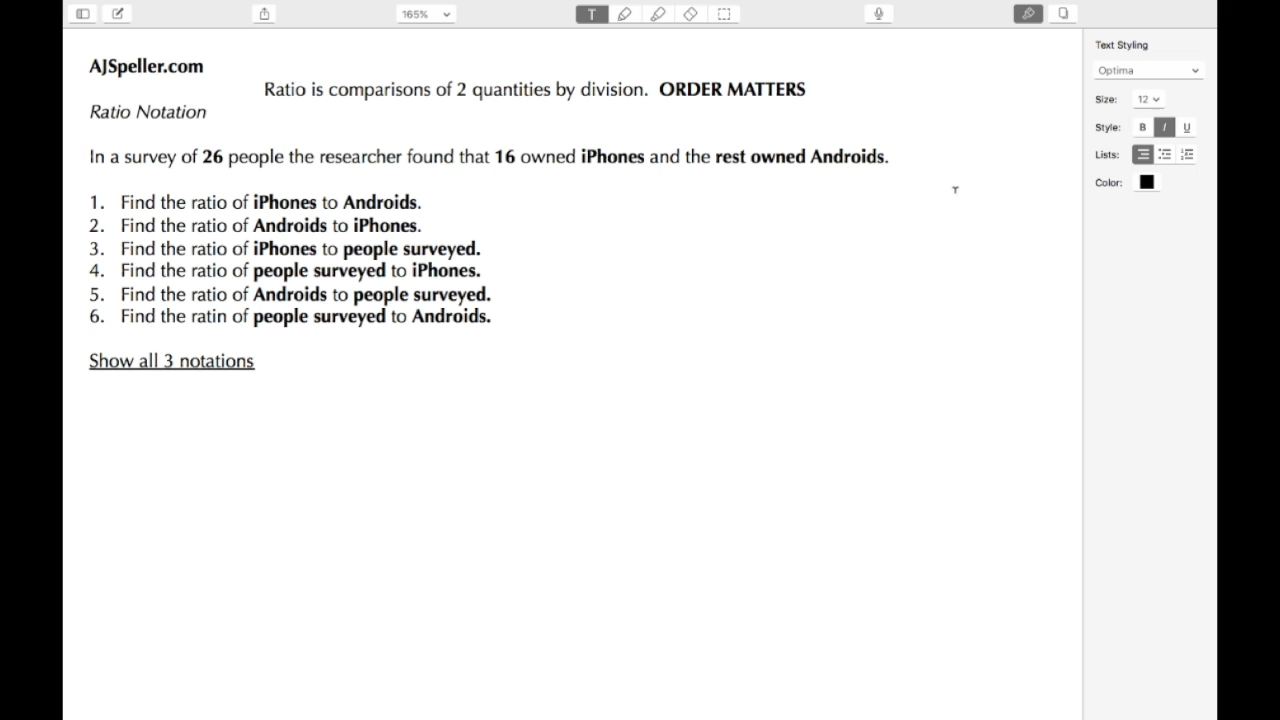 165%
T
AJSpeller.com
Ratio is comparisons of 2 quantities by division. ORDER MATTERS
Ratio Notation
In a survey of 26 people the researcher found that 16 owned iPhones and the rest owned Androids.
1. Find the ratio of iPhones to Androids.
2. Find the ratio of Androids to iPhones.
3. Find the ratio of iPhones to people surveyed.
4. Find the ratio of people surveyed to iPhones.
5. Find the ratio of Androids to people surveyed.
6. Find the ratin of people surveyed to Androids.
Show all 3 notations
Text Styling
Optima
Size: 12
Style: B I U
Lists:
Color: